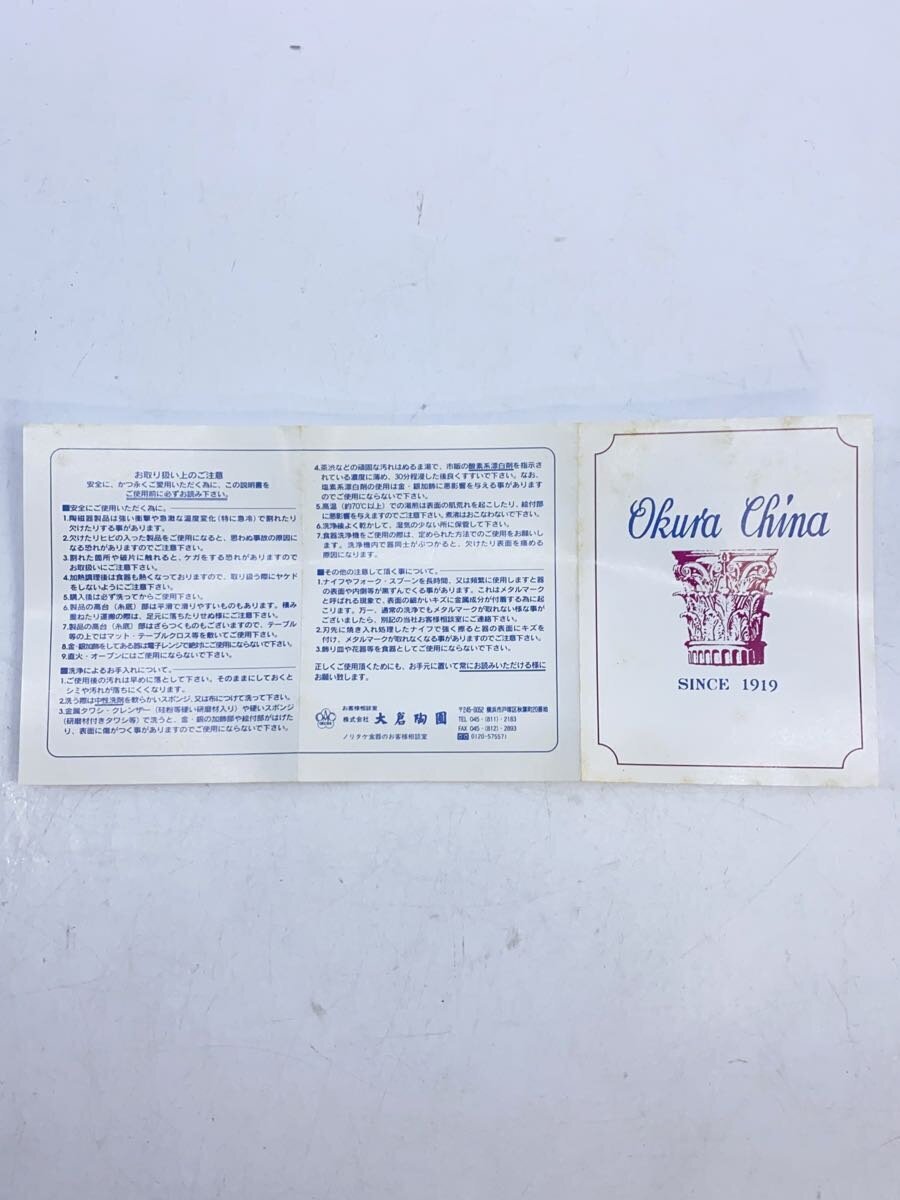 お取り扱い上のご注意
安全に、かつ永くご愛用いただく為に、この説明書を
ご使用前に必ずお読み下さい。
■安全にご使用いただく為に。
1.陶磁器製品は強い衝撃や急激な温度変化(特に急冷)で割れたり
欠けたりする事があります。
2.欠けたりヒビの入った製品をご使用になると、思わぬ事故の原因に
なる恐れがありますのでご注意下さい。
3.割れた箇所や破片に触れると、ケガをする恐れがありますので
お取扱いにご注意下さい。
4.加熱調理後は食器も熱くなっておりますので、取り扱う際にヤケド
をしないようにご注意下さい。
5.購入後は必ず洗ってからご使用下さい。
6.製品の高台(糸底)部は平滑で滑りやすいものもあります。積み
重ねたり運搬の際は、足元に落ちたりせぬ様にご注意下さい。
7.製品の高台(糸底)部はざらつくものもございますので、テーブル
等の上ではマット・テーブルクロス等を敷いてご使用下さい。
8.金・銀加飾をしてある器は電子レンジで絶対にご使用にならないで下さい。
9.直火・オーブンにはご使用にならないで下さい。
■洗浄によるお手入れについて。
1.ご使用後の汚れは早めに落として下さい。そのままにしておくと
シミや汚れが落ちにくくなります。
2.洗う際は中性洗剤を軟らかいスポンジ、又は布につけて洗って下さい。
3.金属タワシ・クレンザー(硅粉等硬い研磨材入り)や硬いスポンジ
(研磨材付きタワシ等)で洗うと、金・銀の加飾部や絵付部がはげた
り、表面に傷がつく事がありますのでご使用にならないで下さい。
4.茶渋などの頑固な汚れはぬるま湯で、市販の酸素系漂白剤を指示さ
れている濃度に薄め、30分程浸した後良くすすいで下さい。なお、
塩素系漂白剤の使用は金・銀加飾に悪影響を与える事があります
のでご使用にならないで下さい。
5.高温(約70℃以上)での湯煎は表面の肌荒れを起こしたり、絵付部
に悪影響を与えますのでご注意下さい。煮沸はおこなわないで下さい。
6.洗浄後よく乾かして、湿気の少ない所に保管して下さい。
7.食器洗浄機をご使用の際は、定められた方法でのご使用をお願いし
ます。洗浄機内で器同士がぶつかると、欠けたり表面を痛める
原因になります。
■その他の注意して頂く事について。
1.ナイフやフォーク・スプーンを長時間、又は頻繁に使用しますと器
の表面や内側等が黒ずんでくる事があります。これはメタルマーク
と呼ばれる現象で、表面の細かいキズに金属成分が付着する為に起
こります。万一、通常の洗浄でもメタルマークが取れない様な事が
ございましたら、別記の当社お客様相談室にご連絡下さい。
2.刃先に焼き入れ処理したナイフで強く擦ると器の表面にキズを
付け、メタルマークが取れなくなる事がありますのでご注意下さい。
3.飾り皿や花器等を食器としてご使用にならないで下さい。
正しくご使用頂くためにも、お手元に置いて常にお読みいただける様に
お願い致します。
お客様相談室
株式会社 大倉陶園
ノリタケ食器のお客様相談室
〒245-0052 横浜市戸塚区秋葉町20番地
TEL 045-(811)-2183
FAX 045-(812)-2893
0120-575571
Okura China
SINCE 1919